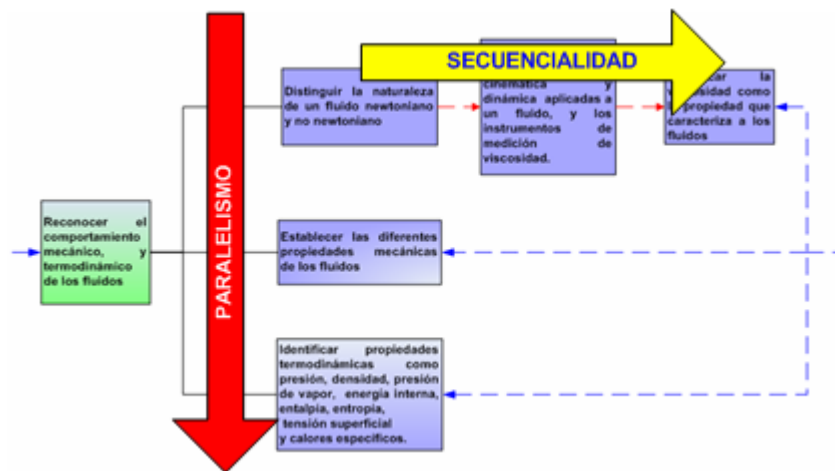 SECUENCIALIDAD
Distinguir la naturaleza
de un fluido newtoniano
y no newtoniano
cinemática y
dinámica aplicadas a
un fluido, y los
instrumentos de
medición de
viscosidad.
la
como
propiedad que
caracteriza a los
fluidos
PARALELISMO
Reconocer el
comportamiento
mecánico, y
termodinámico
de los fluidos
Establecer las diferentes
propiedades mecánicas
de los fluidos
Identificar propiedades
termodinámicas como
presión, densidad, presión
de vapor, energía interna,
entalpía, entropía,
tensión superficial
y calores específicos.